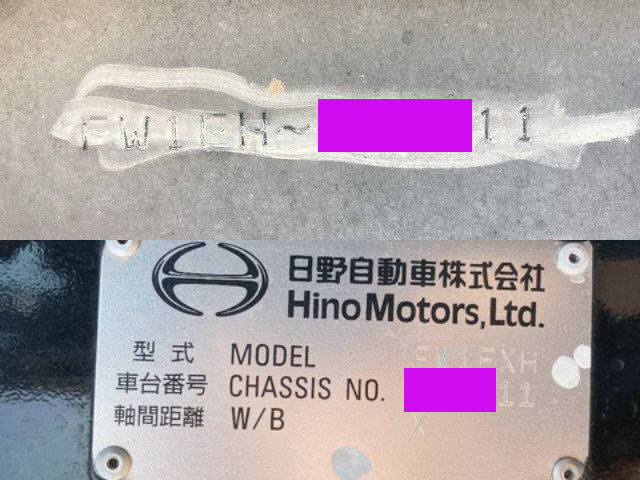 FW1EH~ 11
日野自動車株式会社
Hino Motors, Ltd.
型式 MODEL FW1EXH
車台番号 CHASSIS NO. 11
軸間距離 W/B X